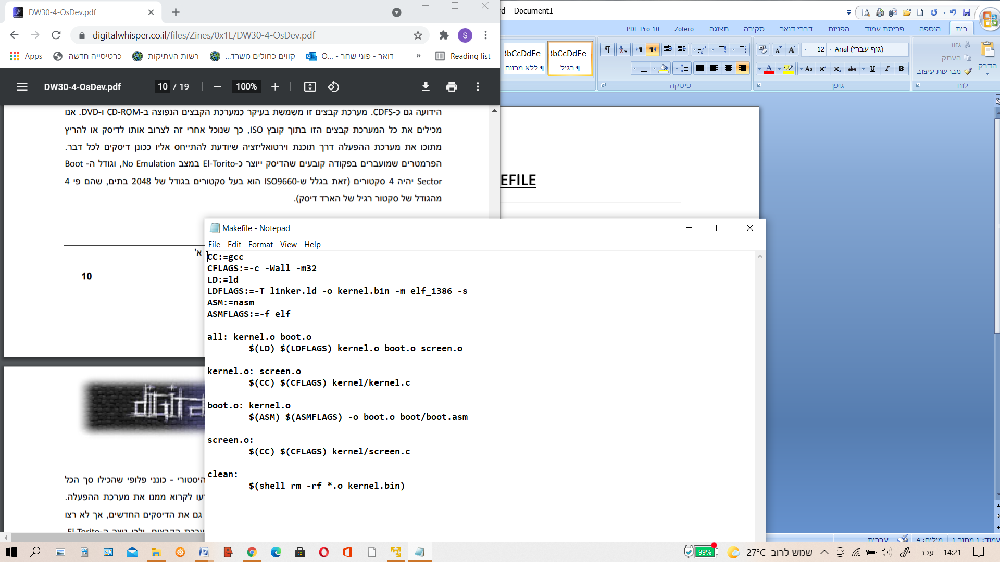 DW30-4-OsDev.pdf
digitalwhisper.co.il/files/Zines/0x1E/DW30-4-OsDev.pdf
S
Apps
כרטיסייה חדשה
רשות העתיקות
קווים כחולים משרד...
דואר - פוני שחר - O...
»
Reading list
DW30-4-OsDev.pdf
10 / 19
100%
הידועה גם כ-CDFS. מערכת קבצים זו משמשת בעיקר כמערכת הקבצים הנפוצה ב-CD-ROM ו-DVD. אנו
מכילים את כל המערכת קבצים הזו בתוך קובץ ISO, כך שנוכל אחרי זה לצרוב אותו לדיסק או להריץ
מתוכו את מערכת ההפעלה דרך תוכנת וירטואליזציה שיודעת להתייחס אליו ככונן דיסקים לכל דבר.
הפרמטרים שמועברים בפקודה קובעים שהדיסק ייוצר כ-El-Torito במצב No Emulation, וגודל ה- Boot
Sector יהיה 4 סקטורים (זאת בגלל ש-ISO9660 הוא בעל סקטורים בגודל של 2048 בתים, שהם פי 4
מהגודל של סקטור רגיל של הארד דיסק).
א'
10
היסטורי - כונני פלופי שהכילו סך הכל
לקרוא ממנו את מערכת ההפעלה.
גם את הדיסקים החדשים, אך לא רצו
rd - Document1
בית
הוספה
פריסת עמוד
הפניות
דברי דואר
סקירה
תצוגה
Zotero
PDF Pro 10
הדבק
גזור
העתק
מברשת עיצוב
לוח
Arial (גוף עברי)
12
B I U abc x₂ x² Aa
גופן
פיסקה
bCcDdEe
¶ רגיל
bCcDdEe
¶ ללא מרווח
EFILE
Makefile - Notepad
File Edit Format View Help
CC:=gcc
CFLAGS:=-c -Wall -m32
LD:=ld
LDFLAGS:=-T linker.ld -o kernel.bin -m elf_i386 -s
ASM:=nasm
ASMFLAGS:=-f elf
all: kernel.o boot.o
$(LD) $(LDFLAGS) kernel.o boot.o screen.o
kernel.o: screen.o
$(CC) $(CFLAGS) kernel/kernel.c
boot.o: kernel.o
$(ASM) $(ASMFLAGS) -o boot.o boot/boot.asm
screen.o:
$(CC) $(CFLAGS) kernel/screen.c
clean:
$(shell rm -rf *.o kernel.bin)
עמוד: 1 מתוך 1
מילים: 4
עברית
99%
27°C שמש לרוב
עבר
14:21